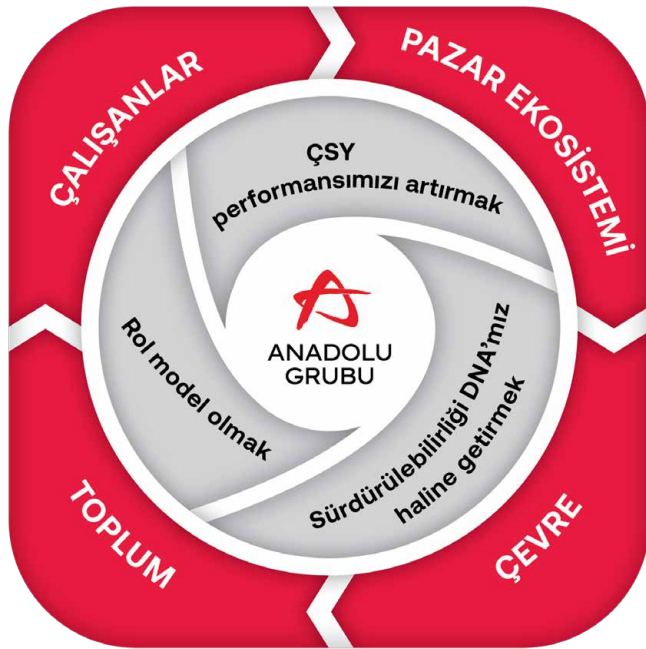 ÇALIŞANLAR
PAZAR EKOSİSTEMİ
ÇSY
performansımızı artırmak
Rol model olmak
ANADOLU
GRUBU
Sürdürülebilirliği DNA'mız
haline getirmek
TOPLUM
ÇEVRE